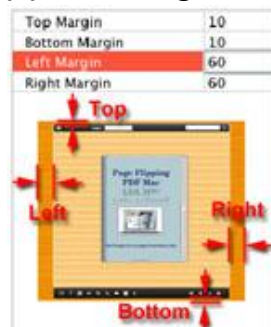 Top Margin 10
Bottom Margin 10
Left Margin 60
Right Margin 60
Top
Page Flipping
PDF Mac
Left
Right
Bottom